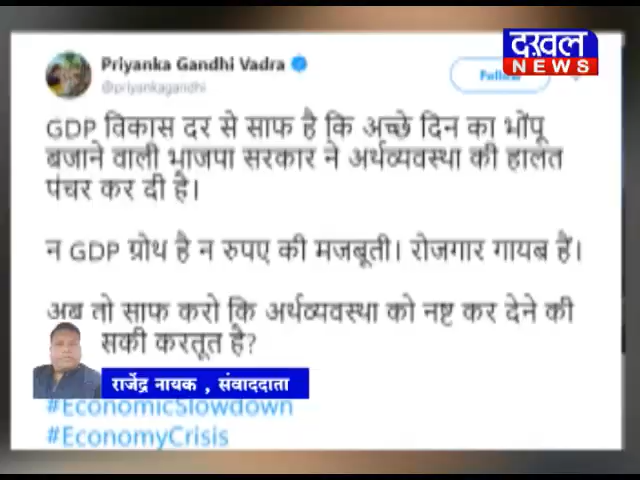 दखल
NEWS
Priyanka Gandhi Vadra
@priyankagandhi
Follow
GDP विकास दर से साफ है कि अच्छे दिन का भोंपू
बजाने वाली भाजपा सरकार ने अर्थव्यवस्था की हालत
पंचर कर दी है।
न GDP ग्रोथ है न रुपए की मजबूती। रोजगार गायब हैं।
अब तो साफ करो कि अर्थव्यवस्था को नष्ट कर देने की
सकी करतूत है?
राजेंद्र नायक , संवाददाता
#EconomicSlowdown
#EconomyCrisis